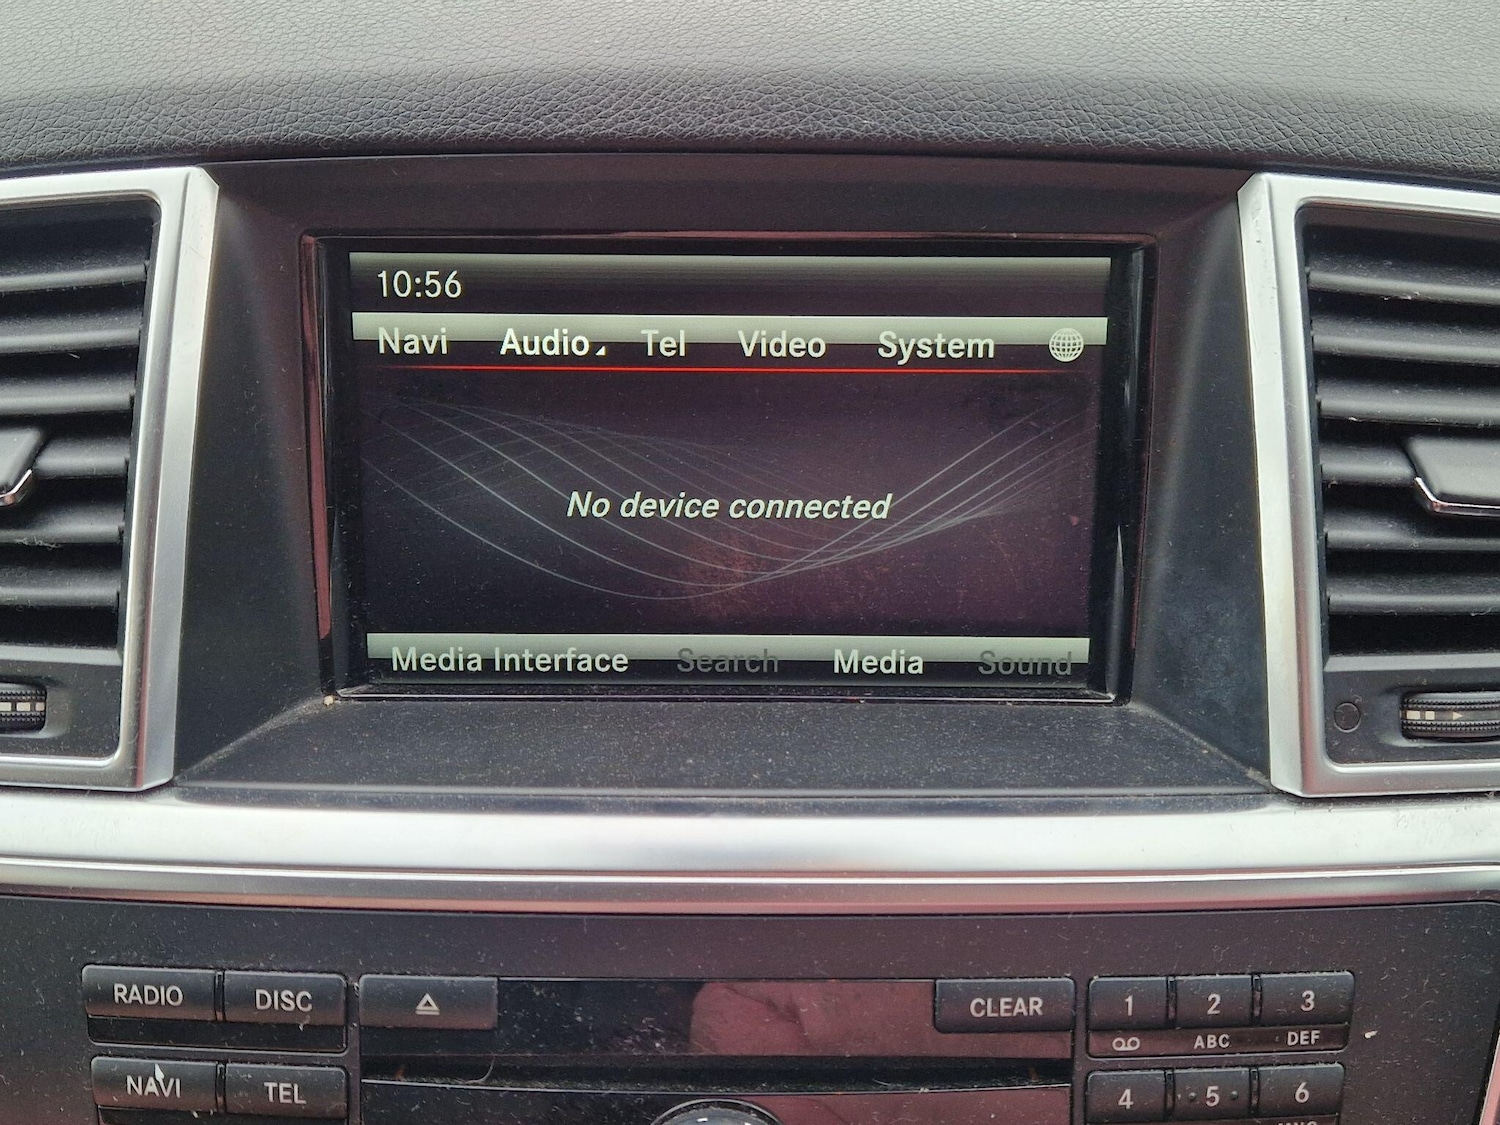 10:56
Navi Audio Tel Video System
No device connected
Media Interface Search Media Sound
RADIO DISC CLEAR 1 2 3
ABC DEF
NAVI TEL 4 5 6